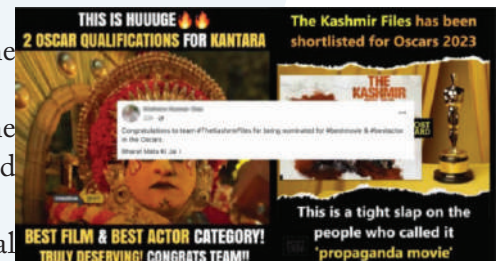 THIS IS HUUUGE🔥🔥
2 OSCAR QUALIFICATIONS FOR KANTARA
BEST FILM & BEST ACTOR CATEGORY!
TRULY DESERVING! CONGRATS TEAM!!
Congratulations to team #TheKashmirFiles for being nominated for #bestmovie & #bestactor
in the Oscars.
Bharat Mata Ki Jai !
The Kashmir Files has been
shortlisted for Oscars 2023
THE
KASHMIR
This is a tight slap on the
people who called it
'propaganda movie'